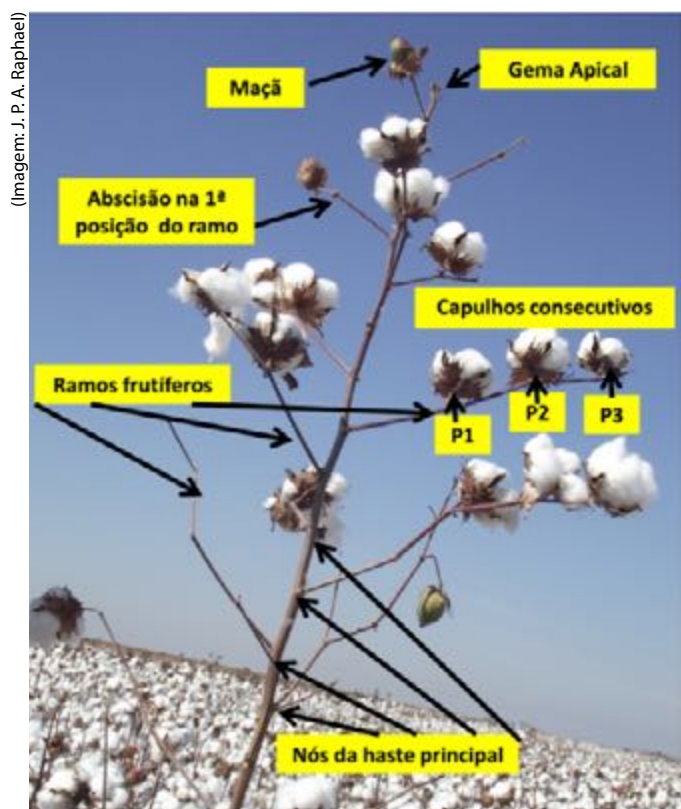 (Imagem: J. P. A. Raphael)
Maçã
Gema Apical
Abscisão na 1ª
posição do ramo
Capulhos consecutivos
Ramos frutíferos
P1
P2
P3
Nós da haste principal